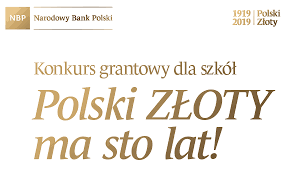 NBP
Narodowy Bank Polski
1919 | Polski
2019 | Złoty
Konkurs grantowy dla szkół
Polski ZŁOTY
ma sto lat!